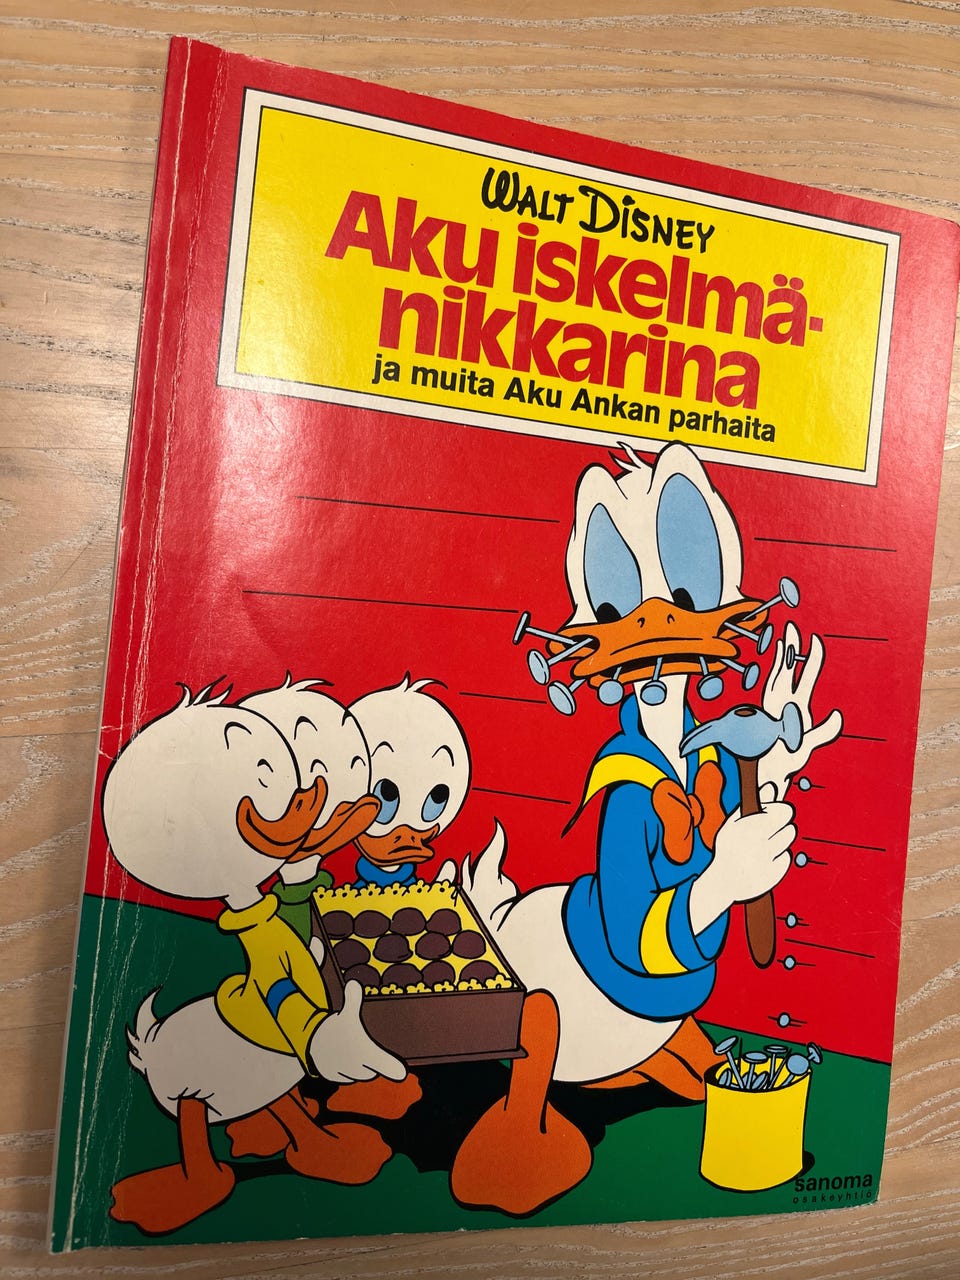 WALT DISNEY
Aku iskelmä-
nikkarina
ja muita Aku Ankan parhaita
sanoma
osakeyhtiö